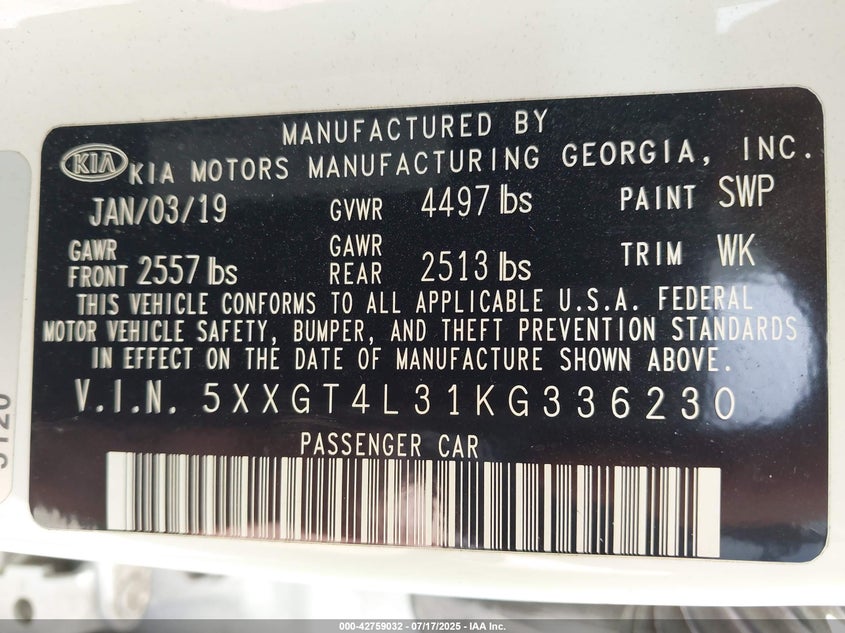 MANUFACTURED BY
KIA KIA MOTORS MANUFACTURING GEORGIA, INC.
JAN/03/19 GVWR 4497 lbs PAINT SWP
GAWR FRONT 2557 lbs GAWR REAR 2513 lbs TRIM WK
THIS VEHICLE CONFORMS TO ALL APPLICABLE U.S.A. FEDERAL
MOTOR VEHICLE SAFETY, BUMPER, AND THEFT PREVENTION STANDARDS
IN EFFECT ON THE DATE OF MANUFACTURE SHOWN ABOVE.
V.I.N. 5XXGT4L31KG336230
PASSENGER CAR
000-42759032 - 07/17/2025 - IAA Holdings, LLC